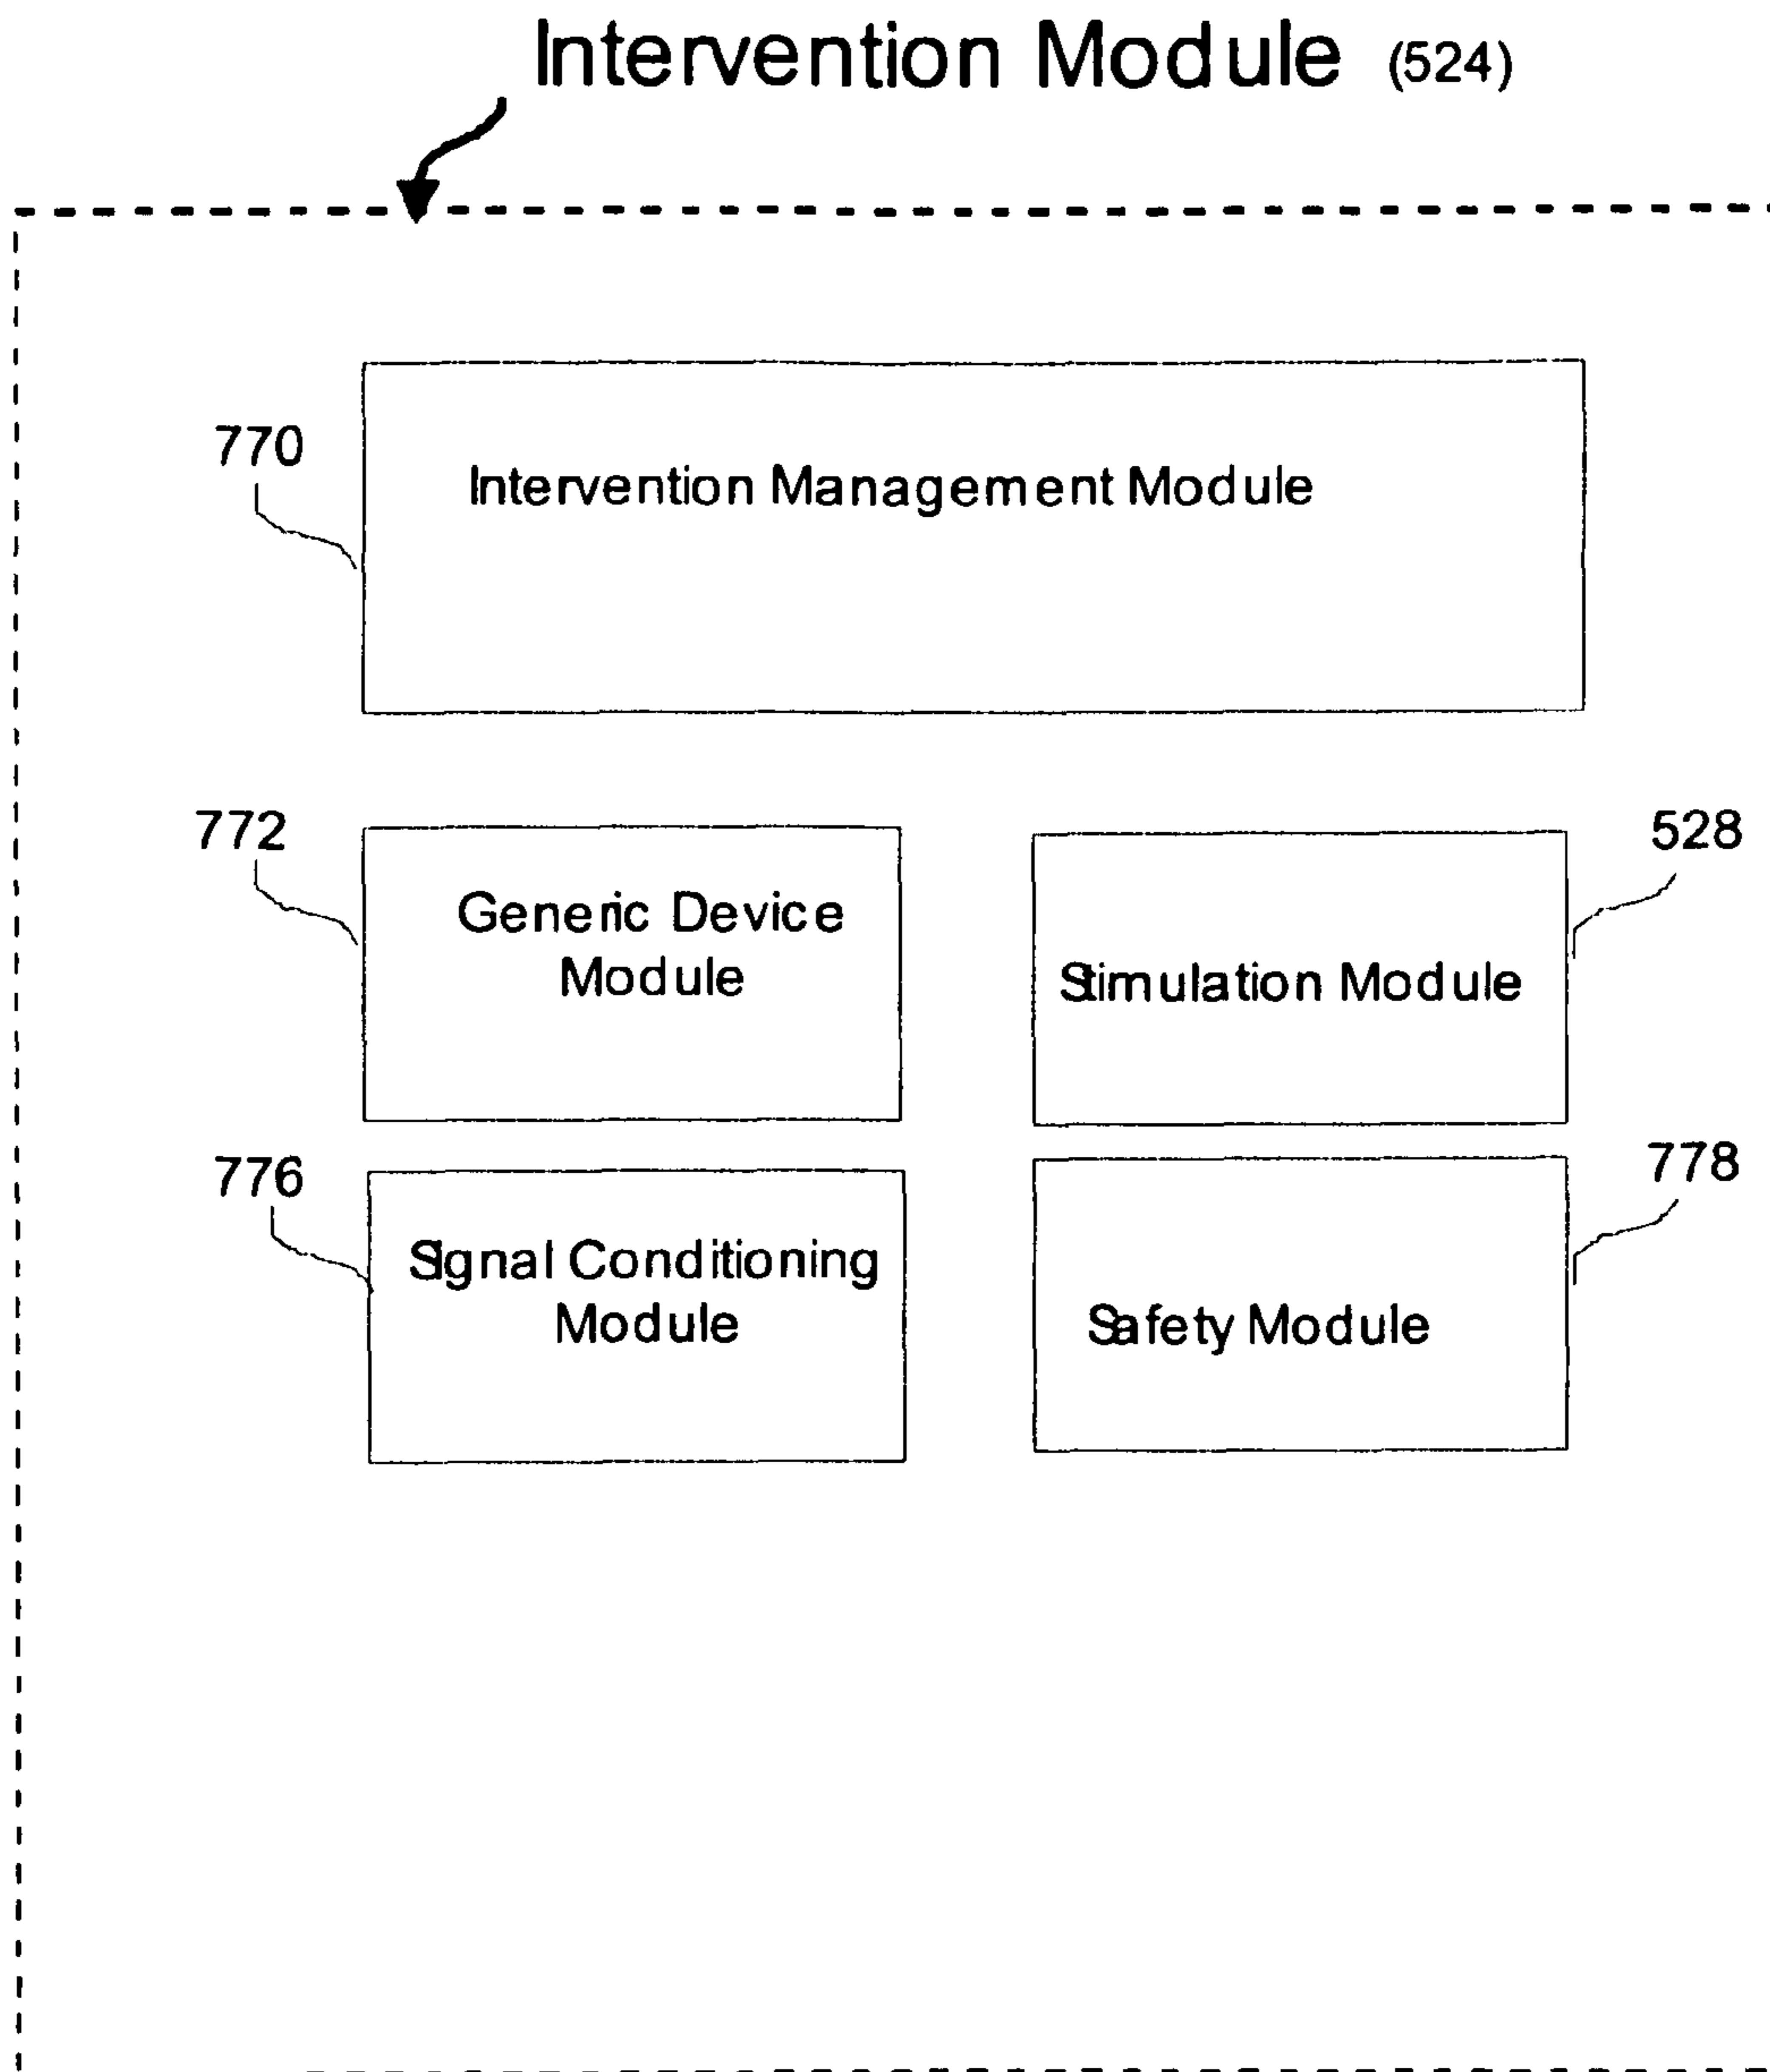 Intervention Module (524)
770
Intervention Management Module
772
Generic Device
Module
528
Stimulation Module
776
Signal Conditioning
Module
778
Safety Module